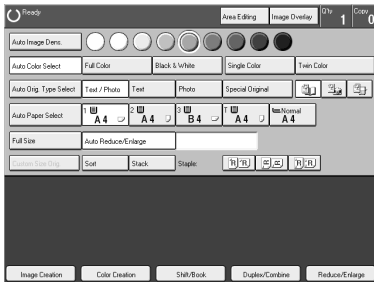 Ready
Area Editing
Image Overlay
Q'ty
1
Copy
0
Auto Image Dens.
Auto Color Select
Full Color
Black & White
Single Color
Twin Color
Auto Orig. Type Select
Text / Photo
Text
Photo
Special Original
Auto Paper Select
1
A4
2
A4
3
B4
T
A4
Normal
A4
Full Size
Auto Reduce/Enlarge
Custom Size Orig.
Sort
Stack
Staple:
R R
R R
R R
Image Creation
Color Creation
Shift/Book
Duplex/Combine
Reduce/Enlarge